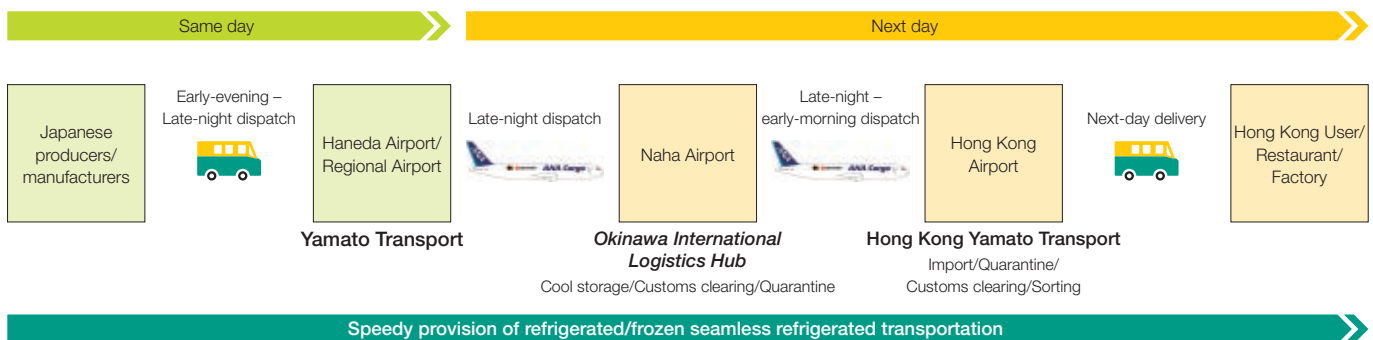 Same day
Next day
Japanese
producers/
manufacturers
Early-evening –
Late-night dispatch
Haneda Airport/
Regional Airport
Late-night dispatch
ANA Cargo
Naha Airport
Late-night –
early-morning dispatch
ANA Cargo
Hong Kong
Airport
Next-day delivery
Hong Kong User/
Restaurant/
Factory
Yamato Transport
Okinawa International
Logistics Hub
Cool storage/Customs clearing/Quarantine
Hong Kong Yamato Transport
Import/Quarantine/
Customs clearing/Sorting
Speedy provision of refrigerated/frozen seamless refrigerated transportation